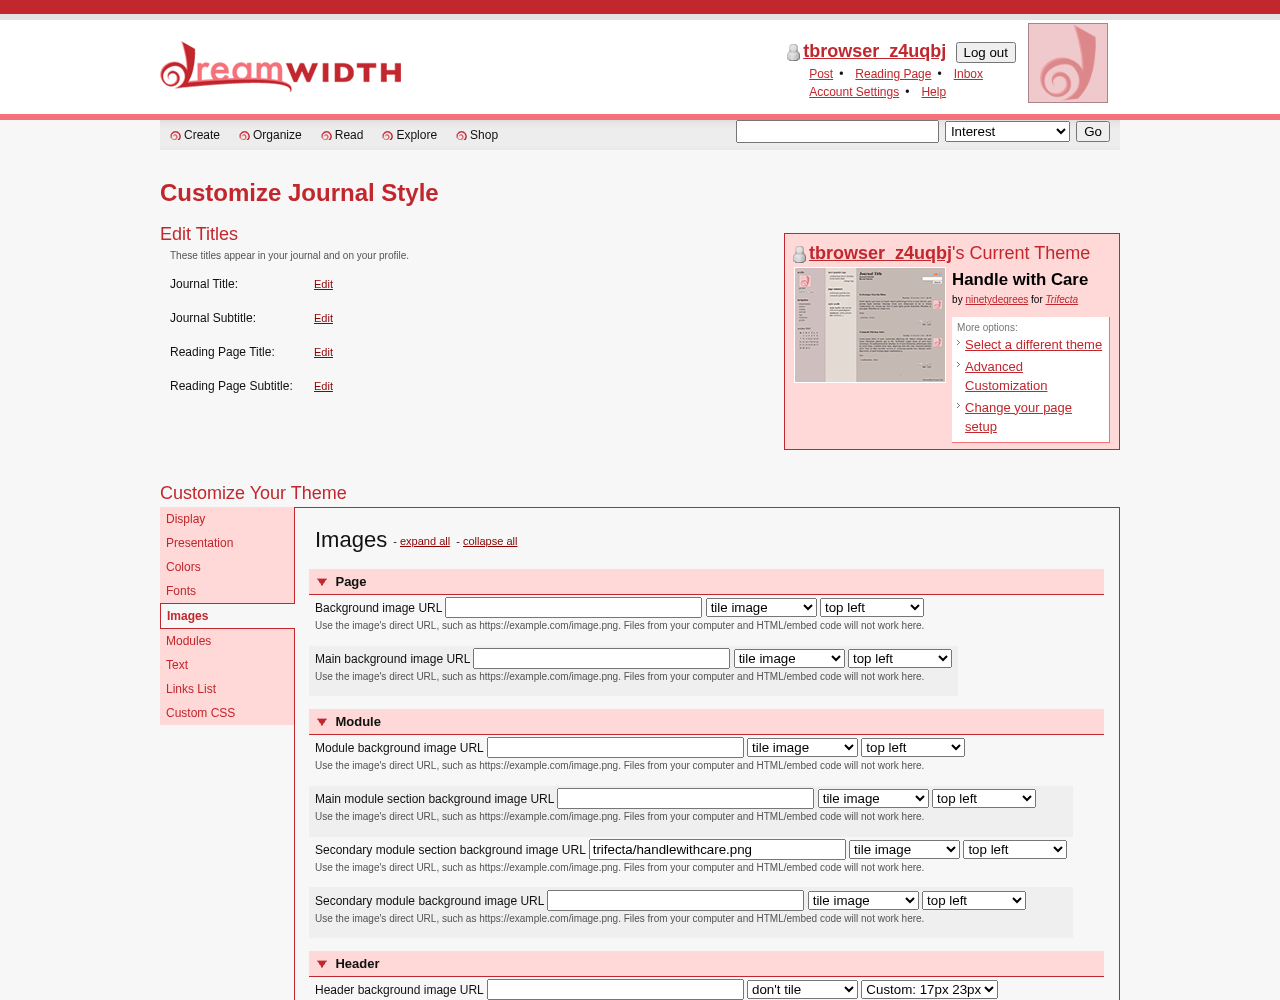 dreamWIDTH
tbrowser_z4uqbj Log out
Post • Reading Page • Inbox
Account Settings • Help
Create Organize Read Explore Shop Interest Go
Customize Journal Style
Edit Titles
These titles appear in your journal and on your profile.
Journal Title: Edit
Journal Subtitle: Edit
Reading Page Title: Edit
Reading Page Subtitle: Edit
tbrowser_z4uqbj's Current Theme
Journal Title
Handle with Care
by ninetydegrees for Trifecta
More options:
Select a different theme
Advanced
Customization
Change your page
setup
Customize Your Theme
Display
Presentation
Colors
Fonts
Images
Modules
Text
Links List
Custom CSS
Images - expand all - collapse all
Page
Background image URL tile image top left
Use the image's direct URL, such as https://example.com/image.png. Files from your computer and HTML/embed code will not work here.
Main background image URL tile image top left
Use the image's direct URL, such as https://example.com/image.png. Files from your computer and HTML/embed code will not work here.
Module
Module background image URL tile image top left
Use the image's direct URL, such as https://example.com/image.png. Files from your computer and HTML/embed code will not work here.
Main module section background image URL tile image top left
Use the image's direct URL, such as https://example.com/image.png. Files from your computer and HTML/embed code will not work here.
Secondary module section background image URL trifecta/handlewithcare.png tile image top left
Use the image's direct URL, such as https://example.com/image.png. Files from your computer and HTML/embed code will not work here.
Secondary module background image URL tile image top left
Use the image's direct URL, such as https://example.com/image.png. Files from your computer and HTML/embed code will not work here.
Header
Header background image URL don't tile Custom: 17px 23px